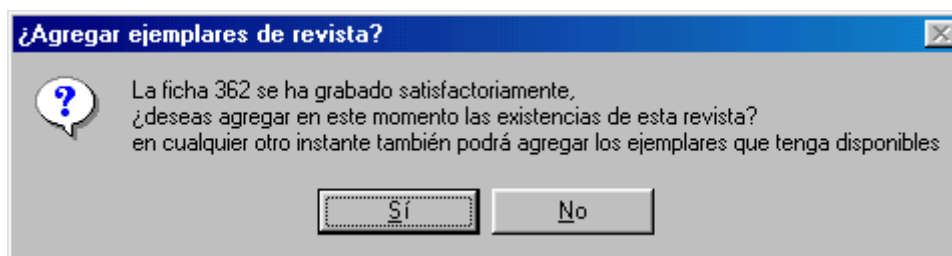 ¿Agregar ejemplares de revista?
La ficha 362 se ha grabado satisfactoriamente,
¿deseas agregar en este momento las existencias de esta revista?
en cualquier otro instante también podrá agregar los ejemplares que tenga disponibles
Sí No